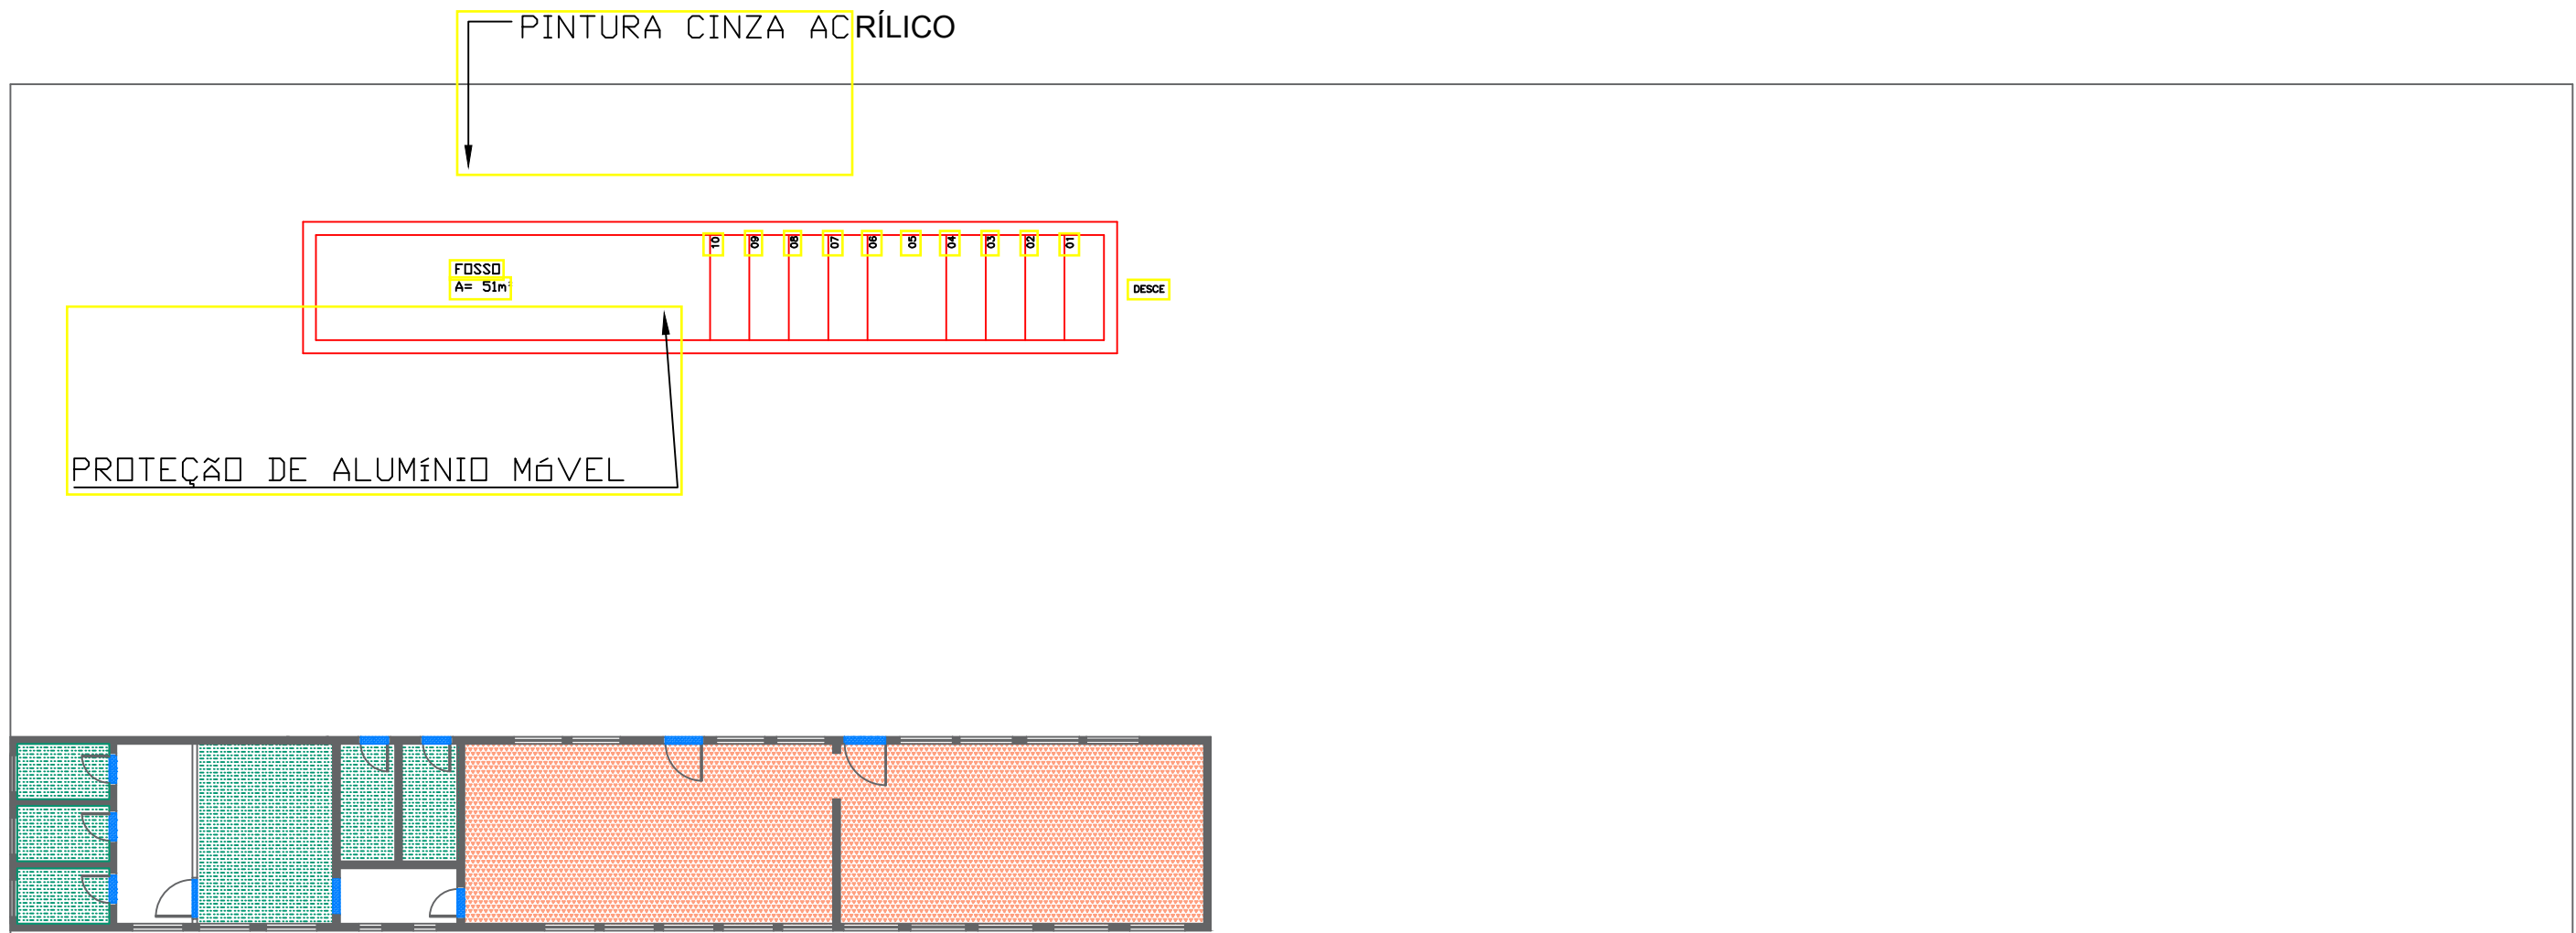 PINTURA CINZA ACRÍLICO
10 09 08 07 06 05 04 03 02 01
FOSSO
A= 51m²
DESCE
PROTEÇÃO DE ALUMíNIO MóVEL